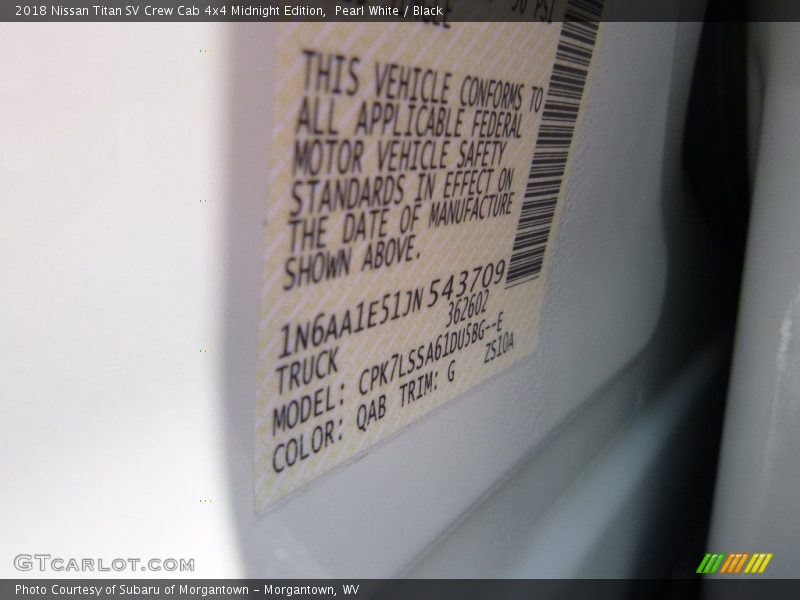 2018 Nissan Titan SV Crew Cab 4x4 Midnight Edition, Pearl White / Black
PSI
THIS VEHICLE CONFORMS TO
ALL APPLICABLE FEDERAL
MOTOR VEHICLE SAFETY
STANDARDS IN EFFECT ON
THE DATE OF MANUFACTURE
SHOWN ABOVE.
1N6AA1E51JN543709
362602
TRUCK
MODEL: CPK7LSSA61DU5BG--E
COLOR: QAB TRIM: G ZS10A
GTCARLOT.COM
Photo Courtesy of Subaru of Morgantown - Morgantown, WV